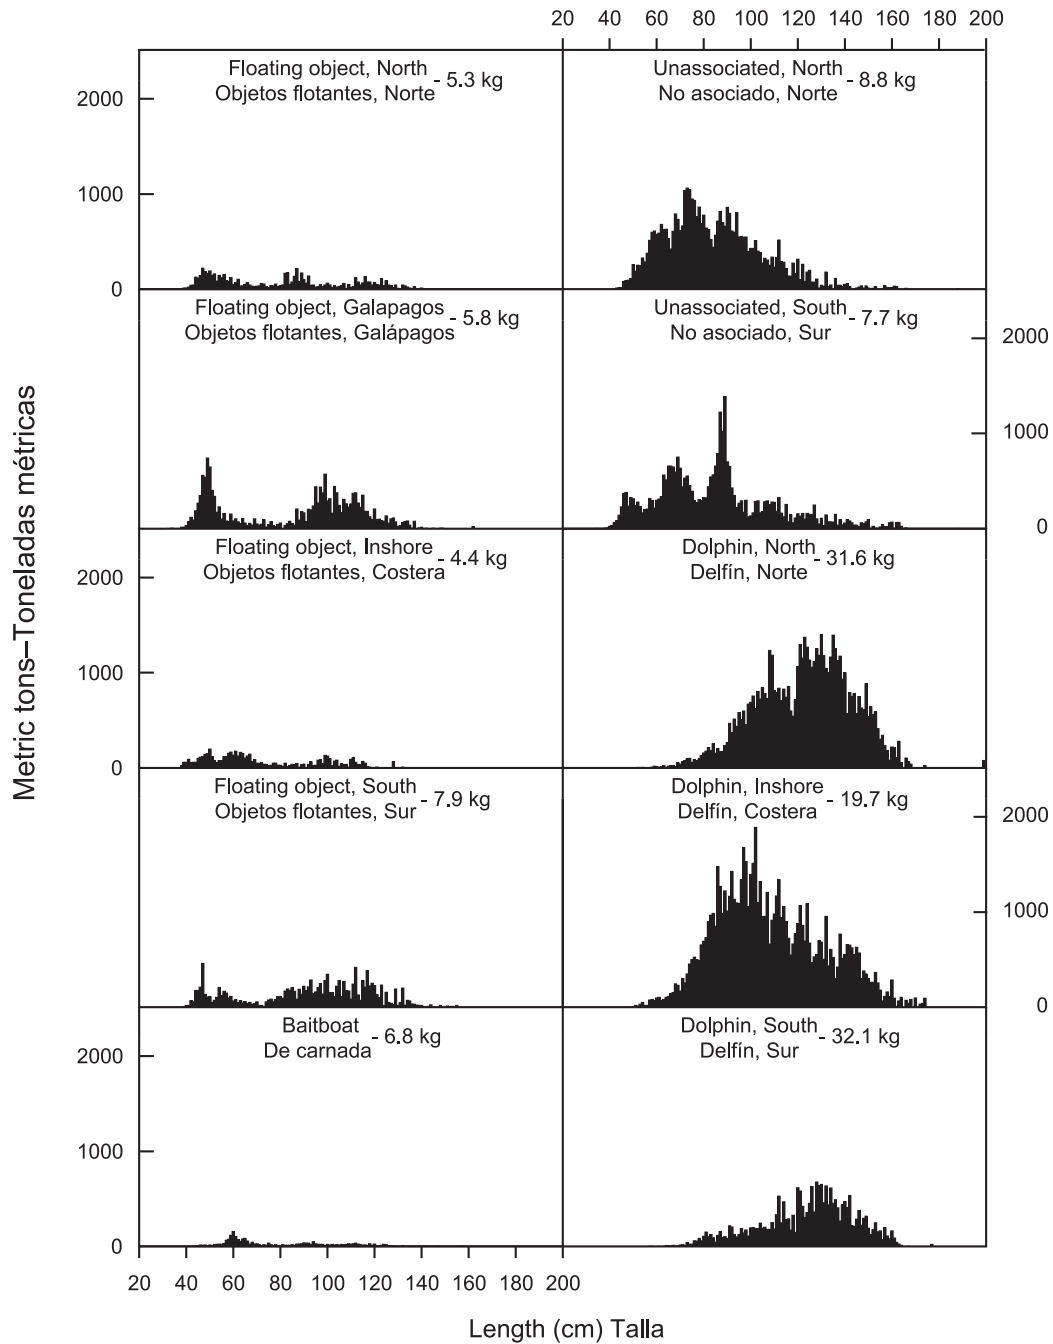 20 40 60 80 100 120 140 160 180 200
Floating object, North
Objetos flotantes, Norte
- 5.3 kg
Unassociated, North
No asociado, Norte
- 8.8 kg
2000
1000
0
Floating object, Galapagos
Objetos flotantes, Galápagos
- 5.8 kg
Unassociated, South
No asociado, Sur
- 7.7 kg
2000
1000
0
Floating object, Inshore
Objetos flotantes, Costera
- 4.4 kg
Dolphin, North
Delfín, Norte
- 31.6 kg
2000
1000
0
Floating object, South
Objetos flotantes, Sur
- 7.9 kg
Dolphin, Inshore
Delfín, Costera
- 19.7 kg
2000
1000
0
Baitboat
De carnada
- 6.8 kg
Dolphin, South
Delfín, Sur
- 32.1 kg
2000
1000
0
20 40 60 80 100 120 140 160 180 200
Metric tons–Toneladas métricas
Length (cm) Talla